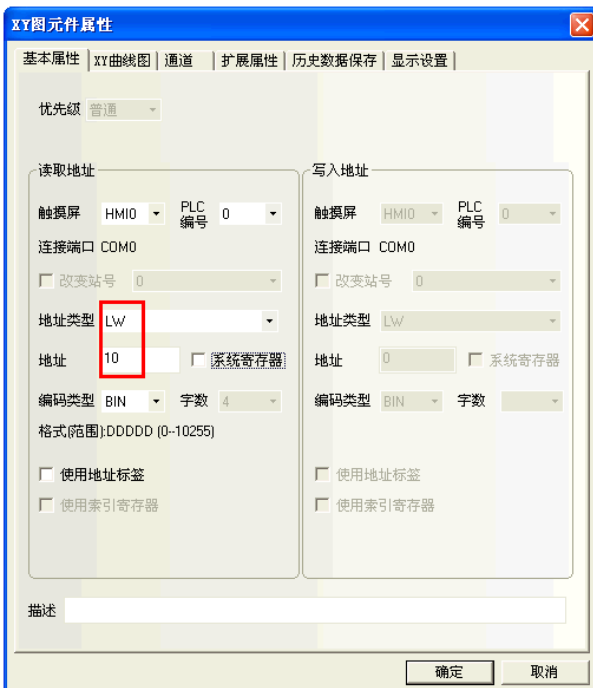 XY图元件属性
基本属性 XY曲线图 通道 扩展属性 历史数据保存 显示设置
优先级 普通
读取地址
触摸屏 HMI0 PLC编号 0
连接端口 COM0
改变站号 0
地址类型 LW
地址 10 系统寄存器
编码类型 BIN 字数 4
格式(范围):DDDDD (0--10255)
使用地址标签
使用索引寄存器
写入地址
触摸屏 HMI0 PLC编号 0
连接端口 COM0
改变站号 0
地址类型 LW
地址 0 系统寄存器
编码类型 BIN 字数
使用地址标签
使用索引寄存器
描述
确定 取消